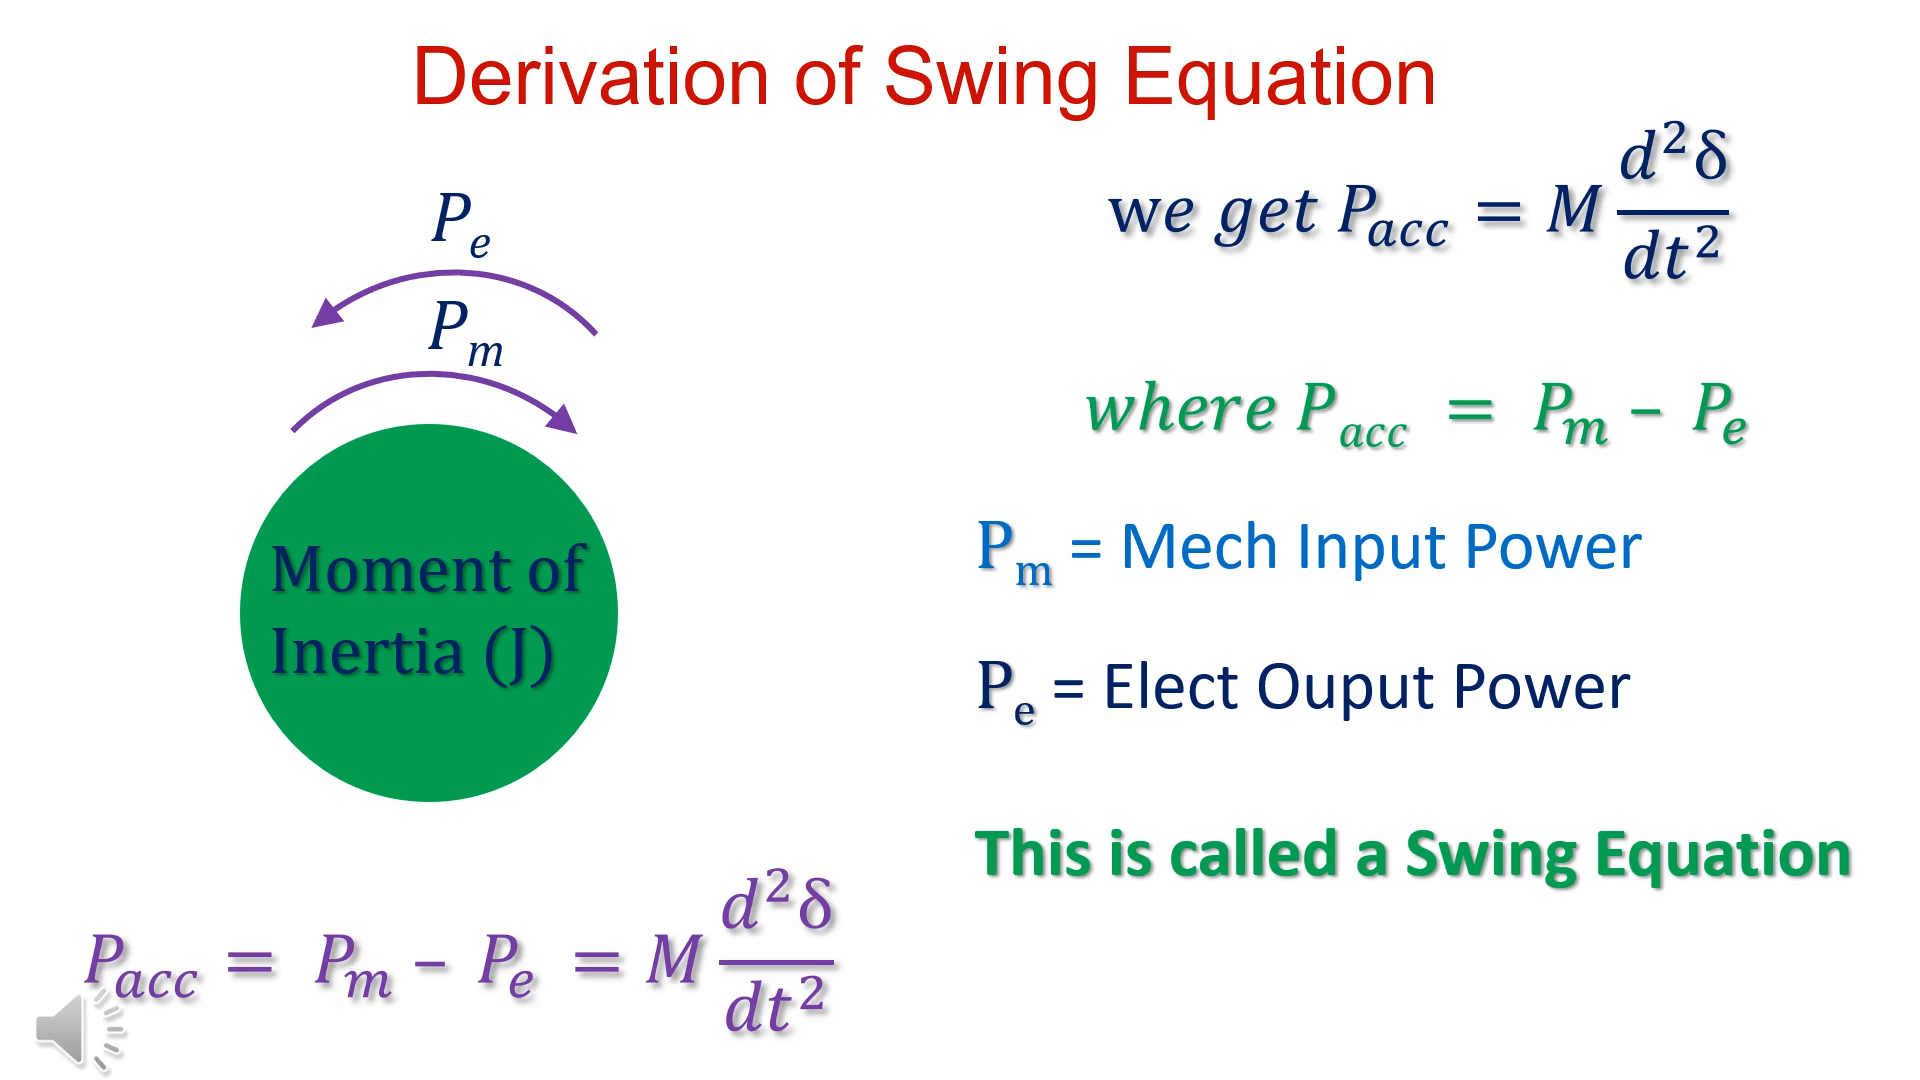 Derivation of Swing Equation
P_e
P_m
Moment of
Inertia (J)
P_acc = P_m – P_e = M d²δ/dt²
we get P_acc = M d²δ/dt²
where P_acc = P_m – P_e
P_m = Mech Input Power
P_e = Elect Ouput Power
This is called a Swing Equation